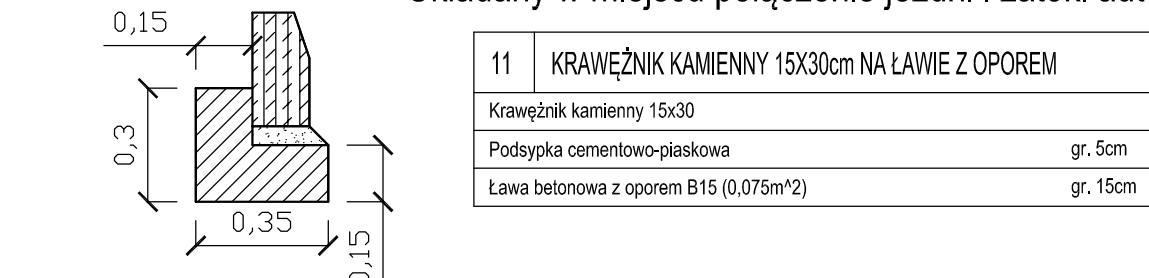 0,15
11 KRAWĘŻNIK KAMIENNY 15X30cm NA ŁAWIE Z OPOREM
Krawężnik kamienny 15x30
0,3
Podsypka cementowo-piaskowa gr. 5cm
Ława betonowa z oporem B15 (0,075m^2) gr. 15cm
0,35
0,15